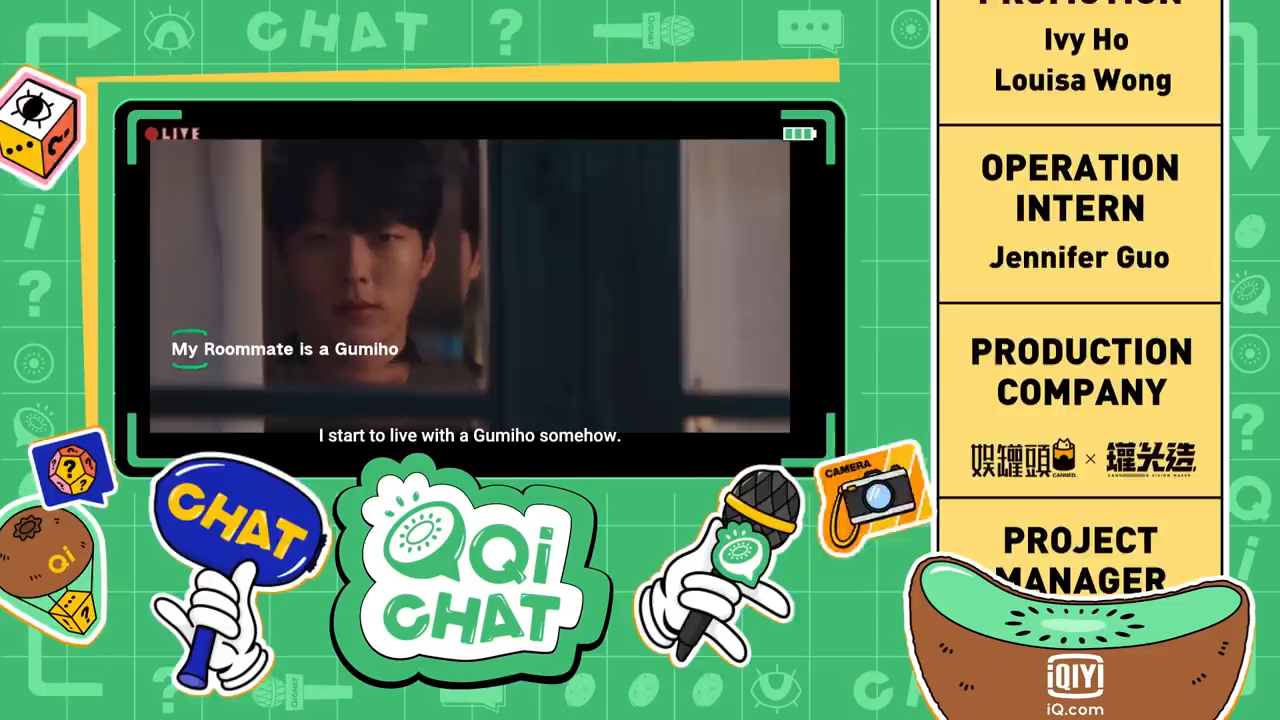 CHAT
?
LIVE
My Roommate is a Gumiho
I start to live with a Gumiho somehow.
i
?
?
CHAT
Qi
?
QQi
CHAT
CAMERA
PROMOTION
Ivy Ho
Louisa Wong
OPERATION
INTERN
Jennifer Guo
PRODUCTION
COMPANY
娛罐頭 CANNED. × 罐头造
PROJECT
MANAGER
iQIYI
iQ.com